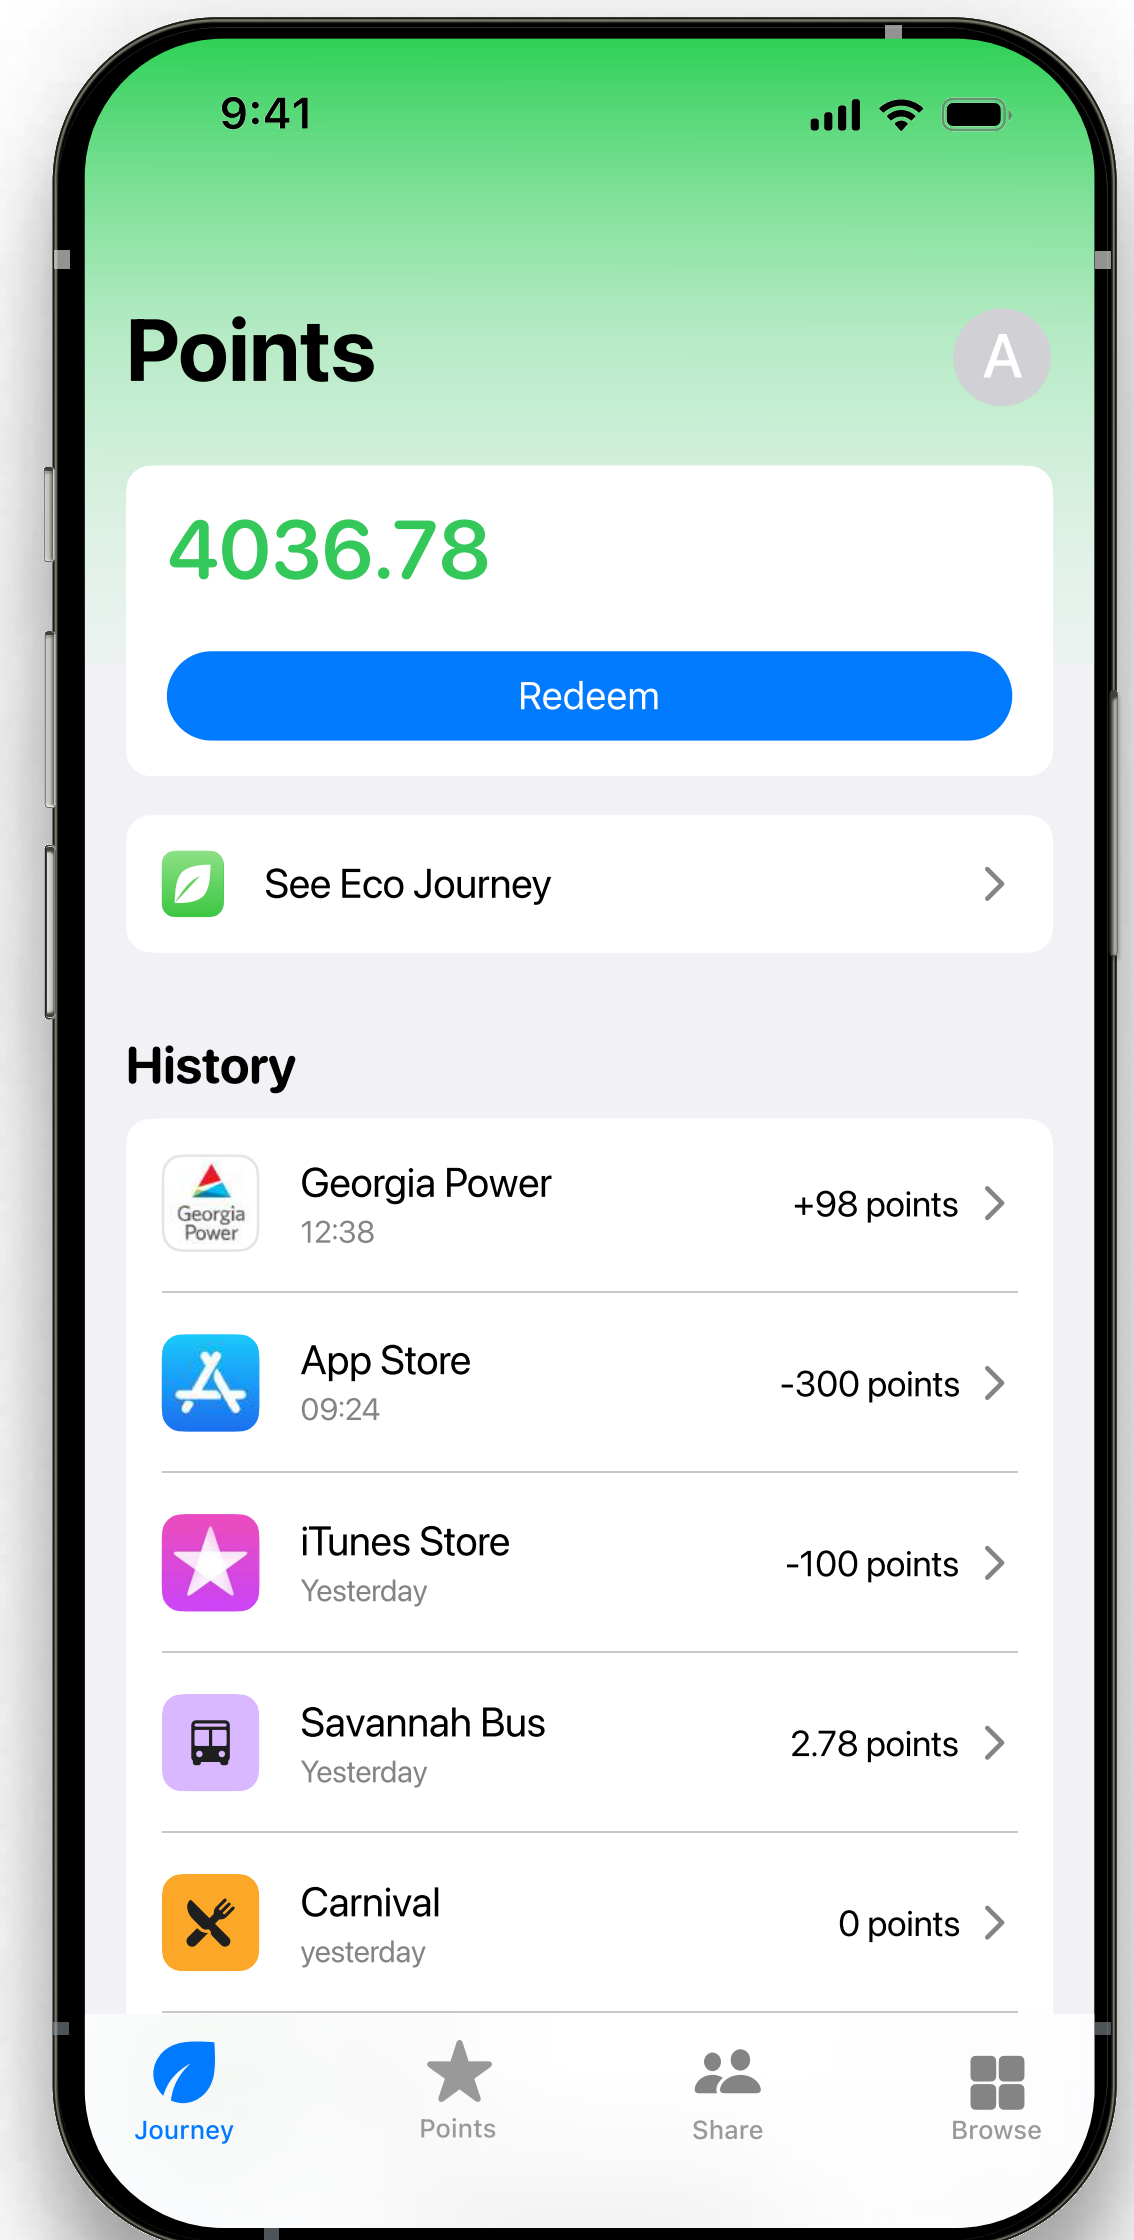 9:41
Points
A
4036.78
Redeem
See Eco Journey
History
Georgia Power
Georgia Power
12:38
+98 points
App Store
09:24
-300 points
iTunes Store
Yesterday
-100 points
Savannah Bus
Yesterday
2.78 points
Carnival
yesterday
0 points
Journey
Points
Share
Browse